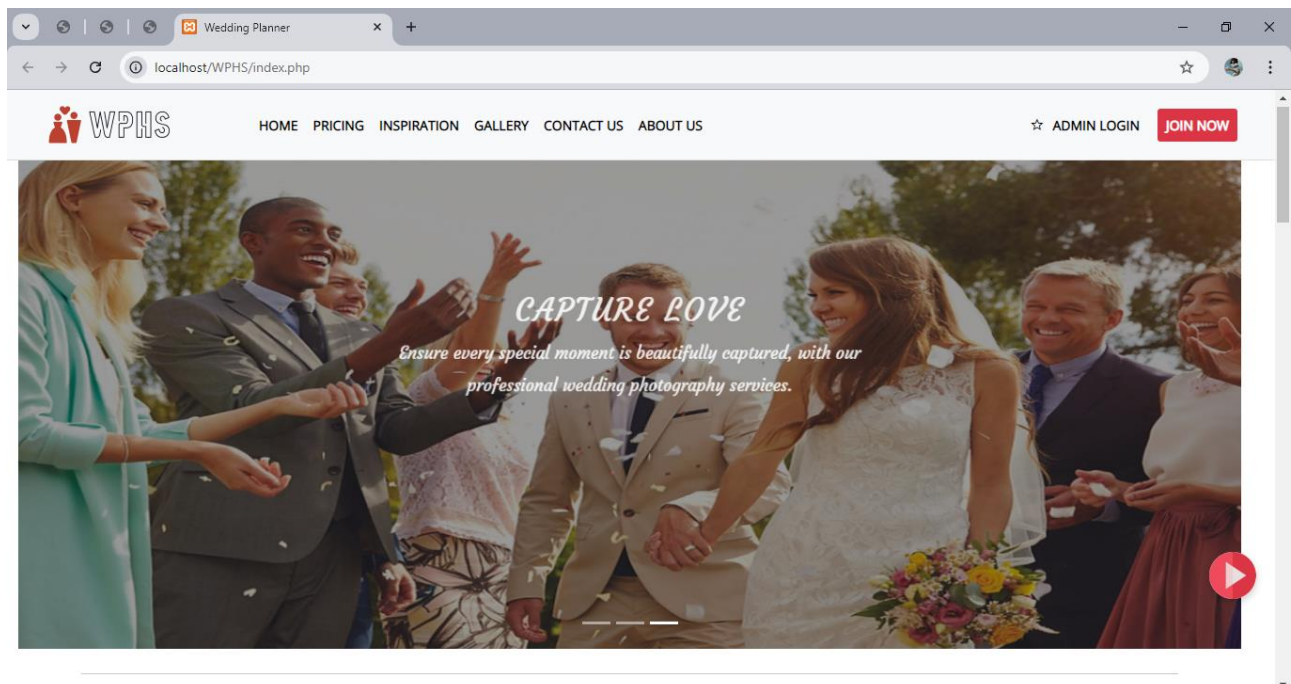 Wedding Planner
localhost/WPHS/index.php
WPHS
HOME PRICING INSPIRATION GALLERY CONTACT US ABOUT US
ADMIN LOGIN
JOIN NOW
CAPTURE LOVE
Ensure every special moment is beautifully captured, with our
professional wedding photography services.